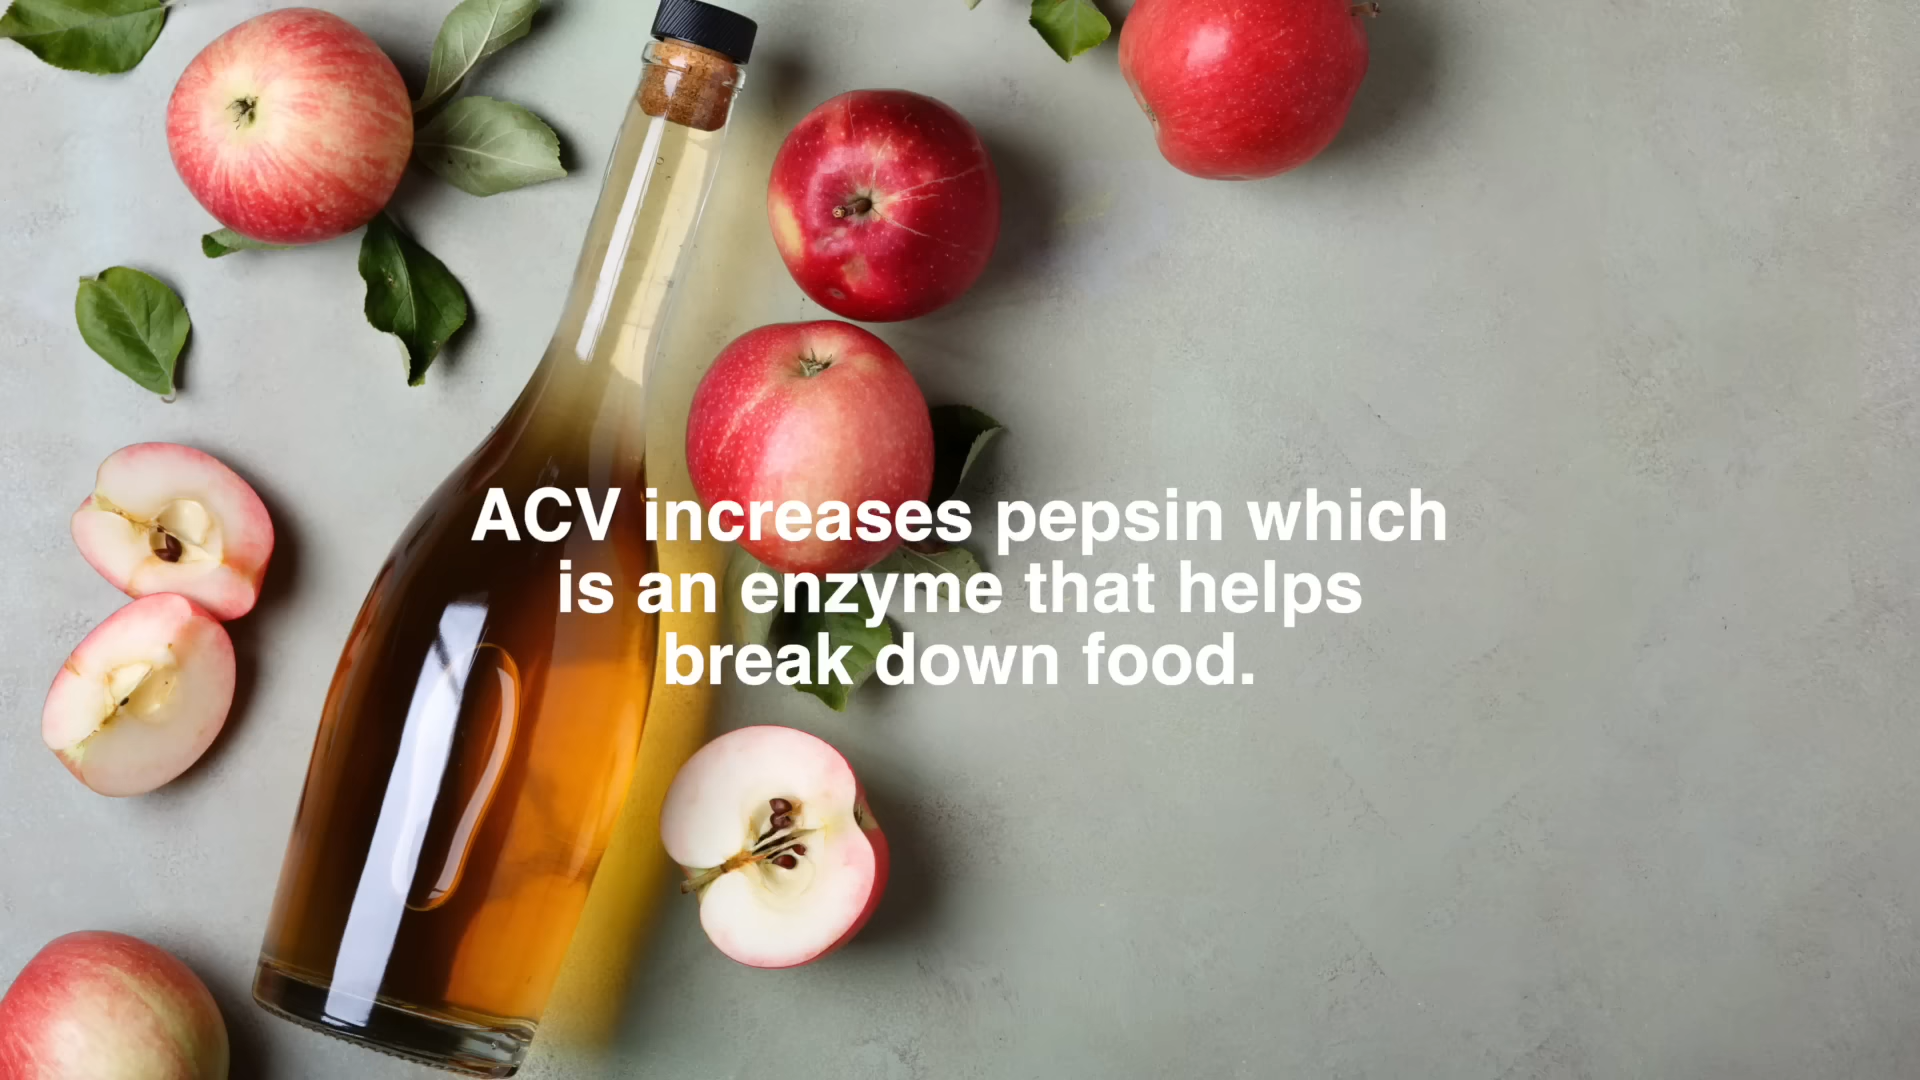 ACV increases pepsin which
is an enzyme that helps
break down food.